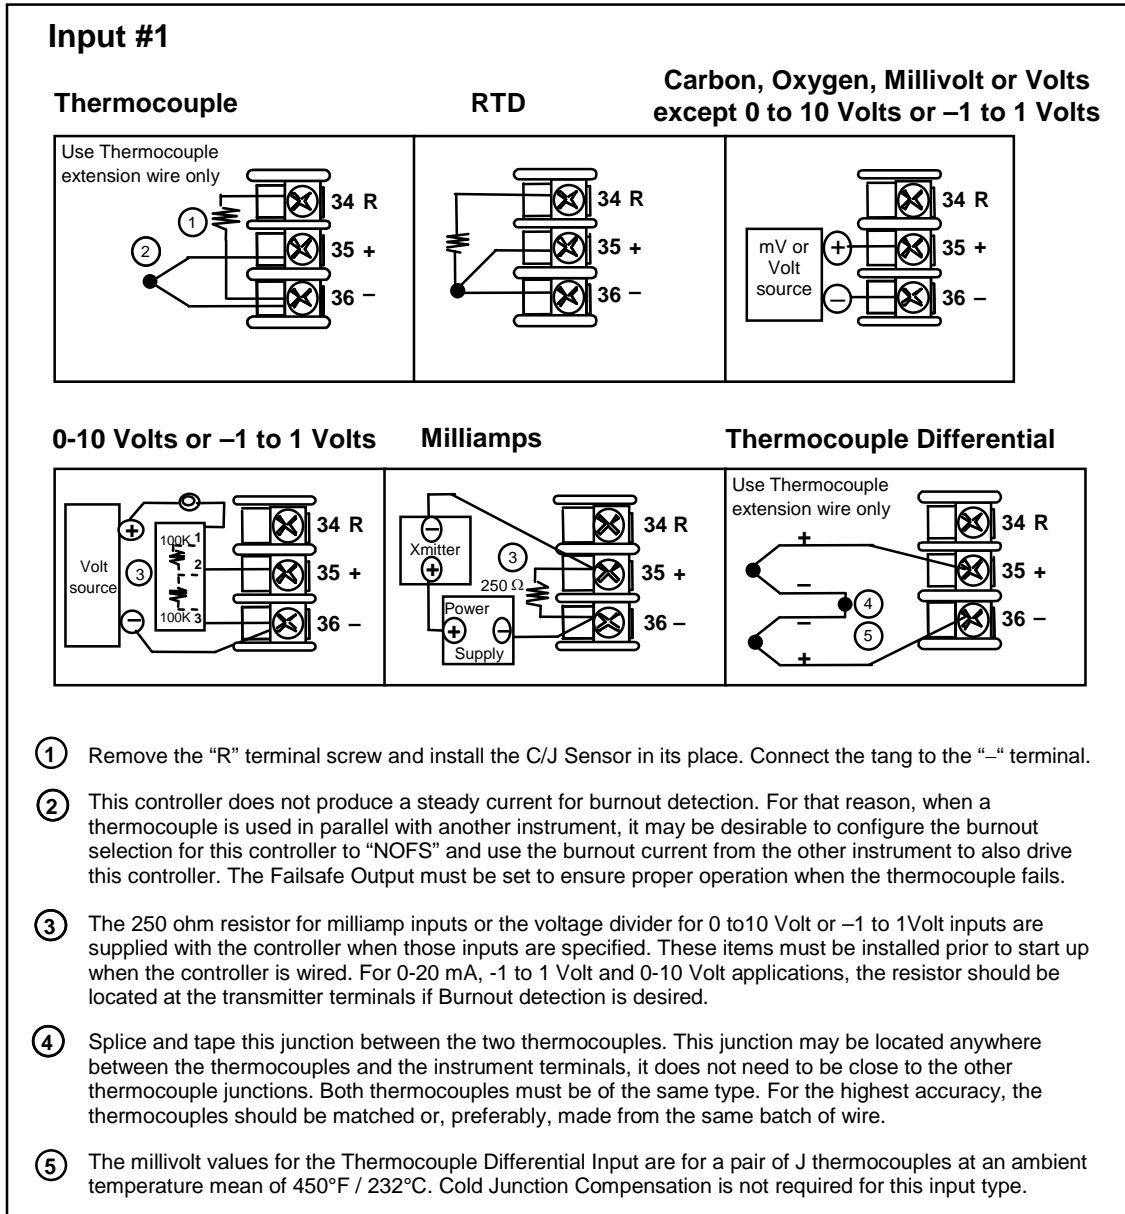 Input #1
Thermocouple
RTD
Carbon, Oxygen, Millivolt or Volts
except 0 to 10 Volts or –1 to 1 Volts
Use Thermocouple
extension wire only
1
2
34 R
35 +
36 –
34 R
35 +
36 –
mV or
Volt
source
+
–
34 R
35 +
36 –
0-10 Volts or –1 to 1 Volts
Milliamps
Thermocouple Differential
Volt
source
+
–
3
100K
1
2
100K
3
34 R
35 +
36 –
–
Xmitter
+
3
250 Ω
Power
+
–
Supply
34 R
35 +
36 –
Use Thermocouple
extension wire only
+
–
–
+
4
5
34 R
35 +
36 –
1 Remove the “R” terminal screw and install the C/J Sensor in its place. Connect the tang to the “–“ terminal.
2 This controller does not produce a steady current for burnout detection. For that reason, when a
thermocouple is used in parallel with another instrument, it may be desirable to configure the burnout
selection for this controller to “NOFS” and use the burnout current from the other instrument to also drive
this controller. The Failsafe Output must be set to ensure proper operation when the thermocouple fails.
3 The 250 ohm resistor for milliamp inputs or the voltage divider for 0 to10 Volt or –1 to 1Volt inputs are
supplied with the controller when those inputs are specified. These items must be installed prior to start up
when the controller is wired. For 0-20 mA, -1 to 1 Volt and 0-10 Volt applications, the resistor should be
located at the transmitter terminals if Burnout detection is desired.
4 Splice and tape this junction between the two thermocouples. This junction may be located anywhere
between the thermocouples and the instrument terminals, it does not need to be close to the other
thermocouple junctions. Both thermocouples must be of the same type. For the highest accuracy, the
thermocouples should be matched or, preferably, made from the same batch of wire.
5 The millivolt values for the Thermocouple Differential Input are for a pair of J thermocouples at an ambient
temperature mean of 450°F / 232°C. Cold Junction Compensation is not required for this input type.